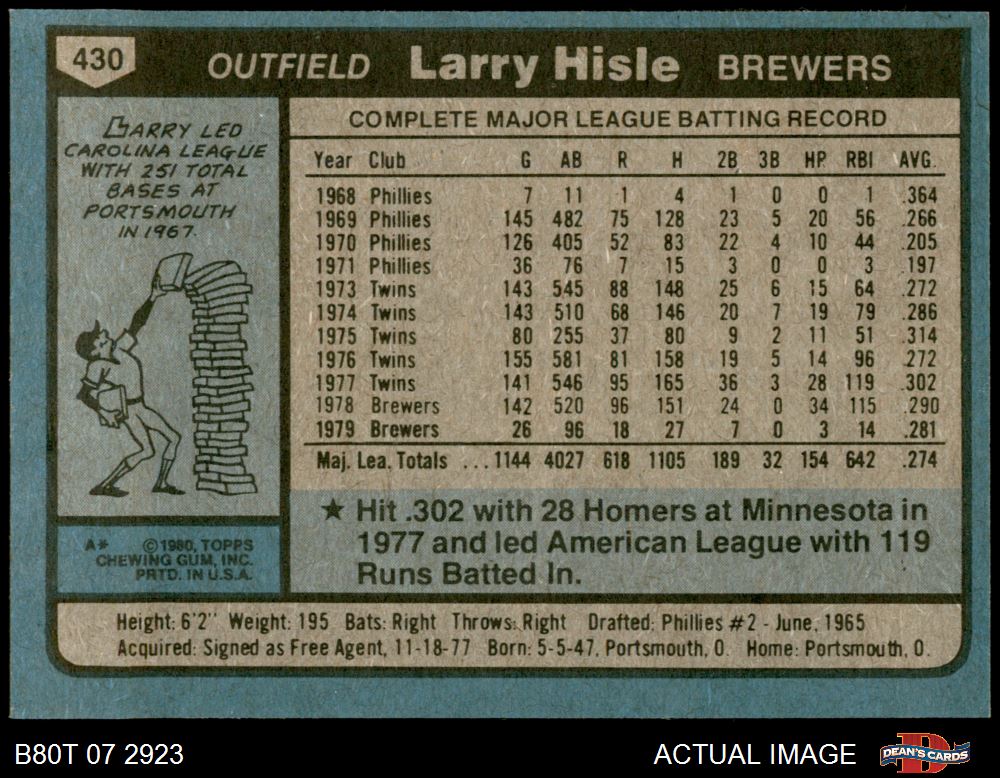 430
OUTFIELD Larry Hisle BREWERS
LARRY LED
CAROLINA LEAGUE
WITH 251 TOTAL
BASES AT
PORTSMOUTH
IN 1967.
A* ©1980, TOPPS
CHEWING GUM, INC.
PRTD. IN U.S.A.
COMPLETE MAJOR LEAGUE BATTING RECORD
Year Club G AB R H 2B 3B HR RBI AVG.
1968 Phillies 7 11 1 4 1 0 0 1 .364
1969 Phillies 145 482 75 128 23 5 20 56 .266
1970 Phillies 126 405 52 83 22 4 10 44 .205
1971 Phillies 36 76 7 15 3 0 0 3 .197
1973 Twins 143 545 88 148 25 6 15 64 .272
1974 Twins 143 510 68 146 20 7 19 79 .286
1975 Twins 80 255 37 80 9 2 11 51 .314
1976 Twins 155 581 81 158 19 5 14 96 .272
1977 Twins 141 546 95 165 36 3 28 119 .302
1978 Brewers 142 520 96 151 24 0 34 115 .290
1979 Brewers 26 96 18 27 7 0 3 14 .281
Maj. Lea. Totals ...1144 4027 618 1105 189 32 154 642 .274
★ Hit .302 with 28 Homers at Minnesota in
1977 and led American League with 119
Runs Batted In.
Height: 6'2" Weight: 195 Bats: Right Throws: Right Drafted: Phillies #2 - June, 1965
Acquired: Signed as Free Agent, 11-18-77 Born: 5-5-47, Portsmouth, O. Home: Portsmouth, O.
B80T 07 2923 ACTUAL IMAGE DEAN'S CARDS